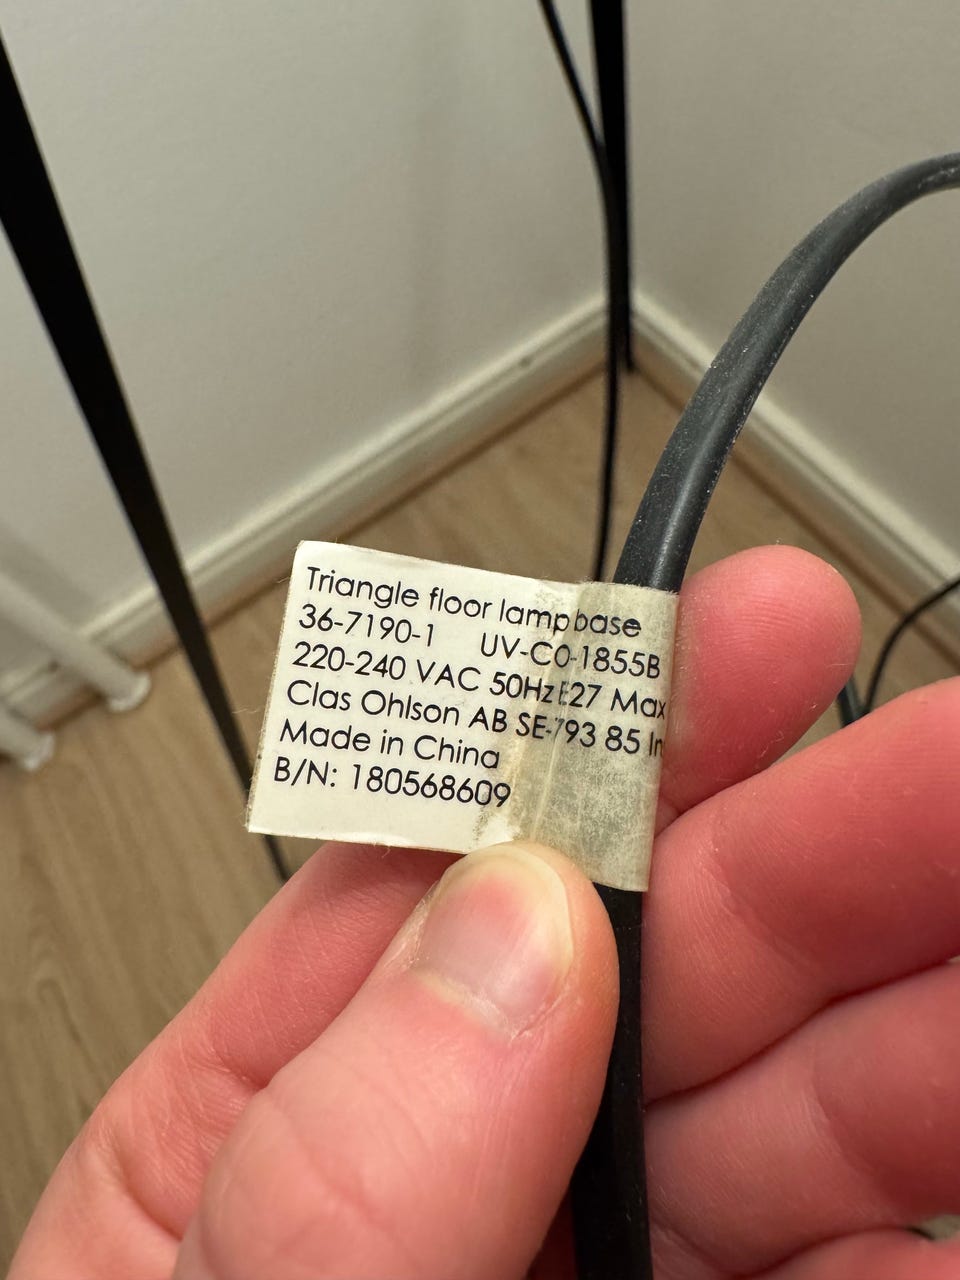 Triangle floor lamp base
36-7190-1 UV-C0-1855B
220-240 VAC 50Hz E27 Max
Clas Ohlson AB SE-793 85
Made in China
B/N: 180568609